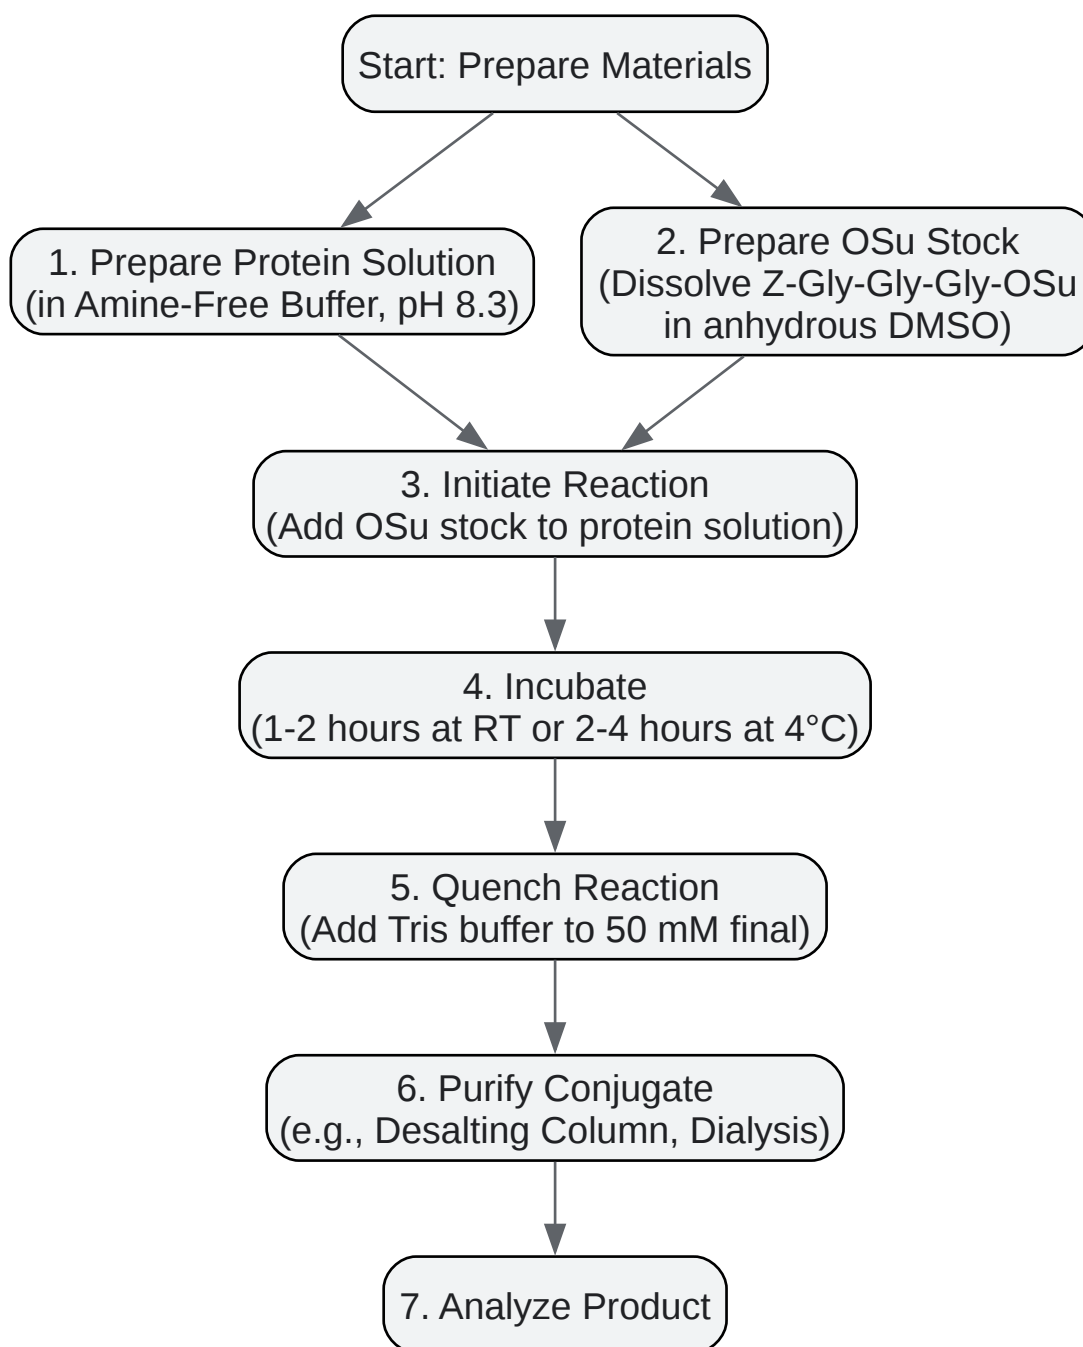 Start: Prepare Materials
1. Prepare Protein Solution
(in Amine-Free Buffer, pH 8.3)
2. Prepare OSu Stock
(Dissolve Z-Gly-Gly-Gly-OSu
in anhydrous DMSO)
3. Initiate Reaction
(Add OSu stock to protein solution)
4. Incubate
(1-2 hours at RT or 2-4 hours at 4°C)
5. Quench Reaction
(Add Tris buffer to 50 mM final)
6. Purify Conjugate
(e.g., Desalting Column, Dialysis)
7. Analyze Product